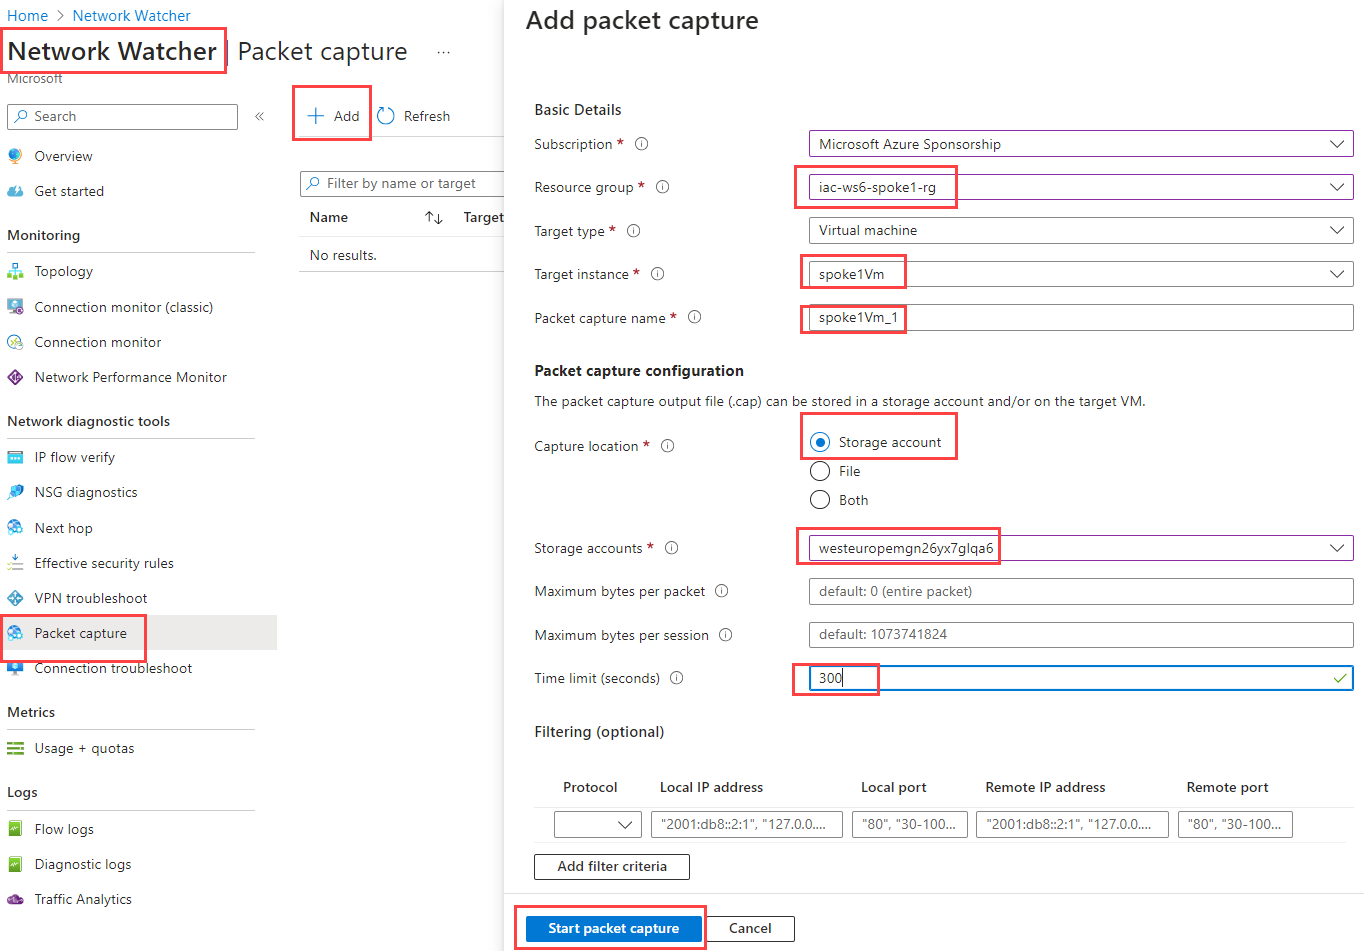 Home > Network Watcher
Network Watcher | Packet capture ...
Microsoft
Search «
Overview
Get started
Monitoring
Topology
Connection monitor (classic)
Connection monitor
Network Performance Monitor
Network diagnostic tools
IP flow verify
NSG diagnostics
Next hop
Effective security rules
VPN troubleshoot
Packet capture
Connection troubleshoot
Metrics
Usage + quotas
Logs
Flow logs
Diagnostic logs
Traffic Analytics
Add Refresh
Filter by name or target
Name Target
No results.
Add packet capture
Basic Details
Subscription * Microsoft Azure Sponsorship
Resource group * iac-ws6-spoke1-rg
Target type * Virtual machine
Target instance * spoke1Vm
Packet capture name * spoke1Vm_1
Packet capture configuration
The packet capture output file (.cap) can be stored in a storage account and/or on the target VM.
Capture location * Storage account
File
Both
Storage accounts * westeuropemgn26yx7glqa6
Maximum bytes per packet default: 0 (entire packet)
Maximum bytes per session default: 1073741824
Time limit (seconds) 300
Filtering (optional)
Protocol Local IP address Local port Remote IP address Remote port
"2001:db8::2:1", "127.0.0.... "80", "30-100... "2001:db8::2:1", "127.0.0.... "80", "30-100...
Add filter criteria
Start packet capture Cancel